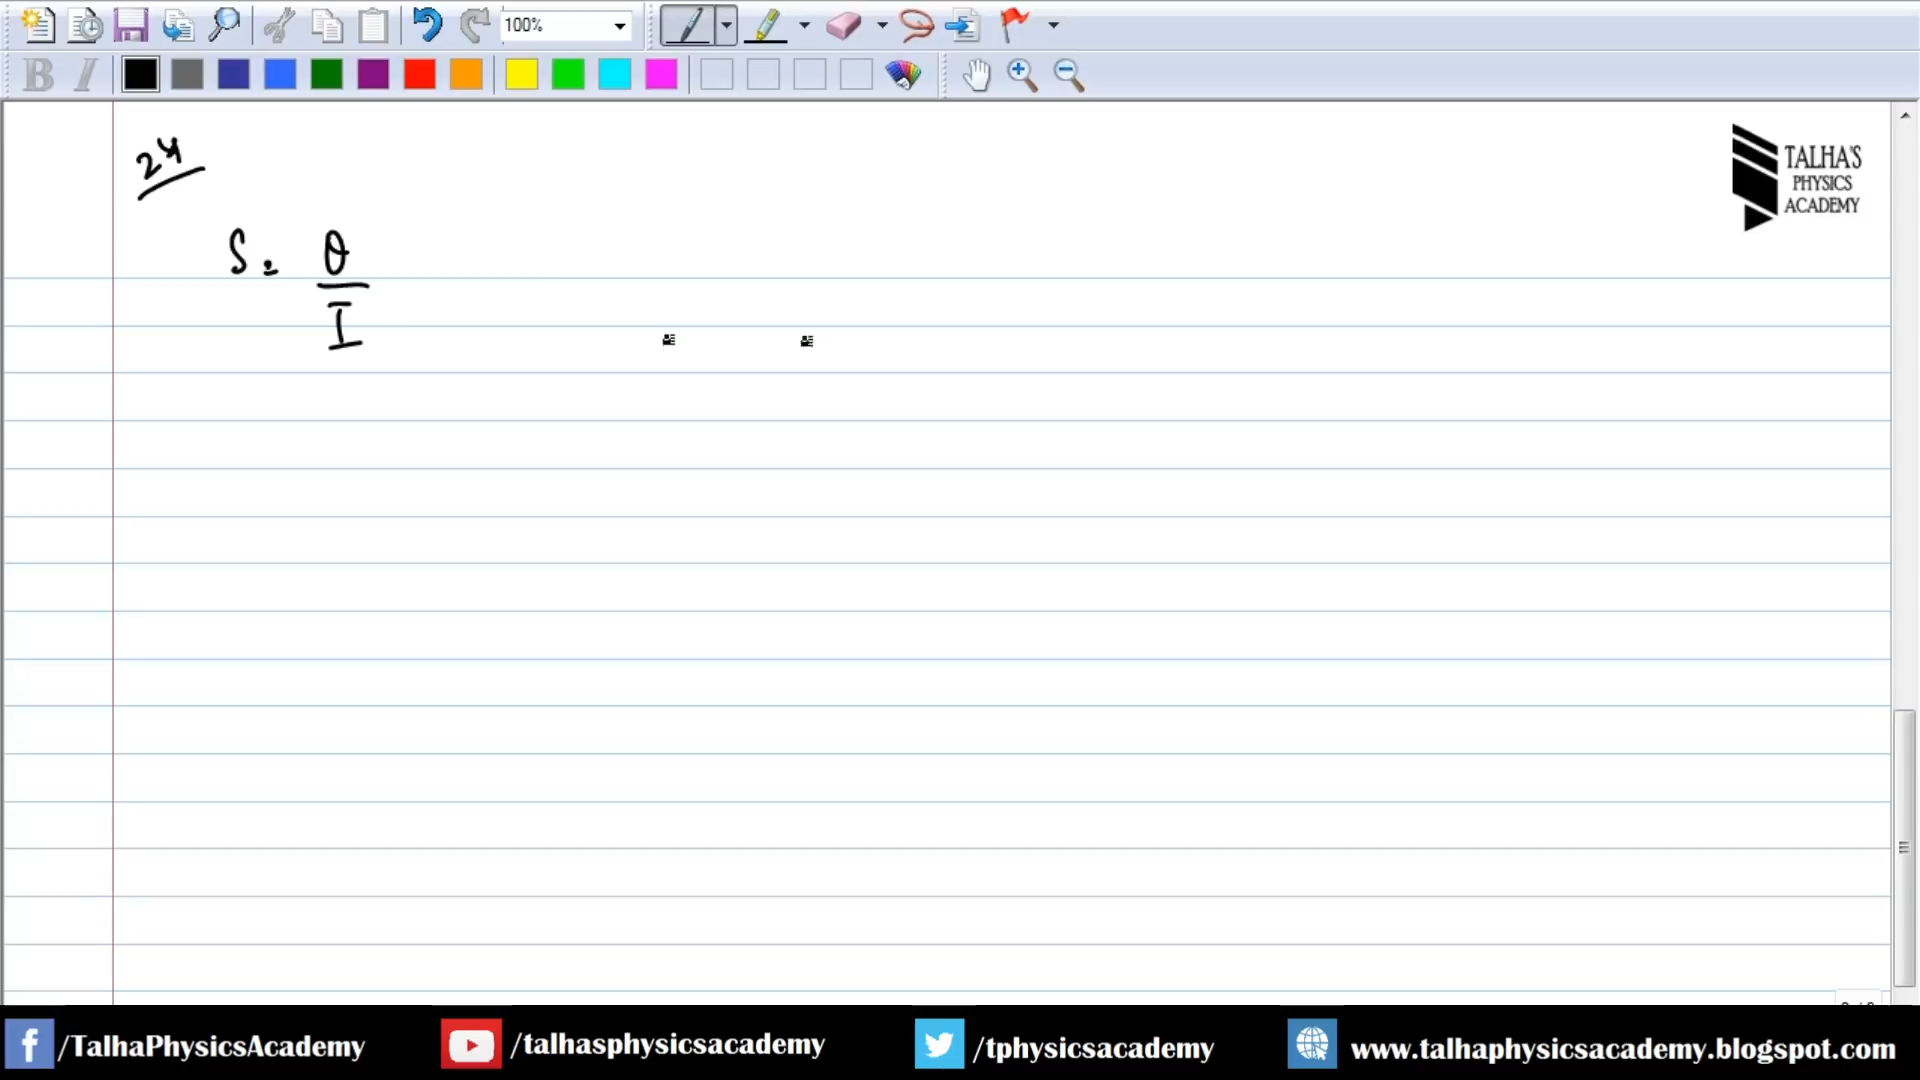 100%
B I
24
TALHA'S
PHYSICS
ACADEMY
S = θ
I
/TalhaPhysicsAcademy /talhasphysicsacademy /tphysicsacademy www.talhaphysicsacademy.blogspot.com